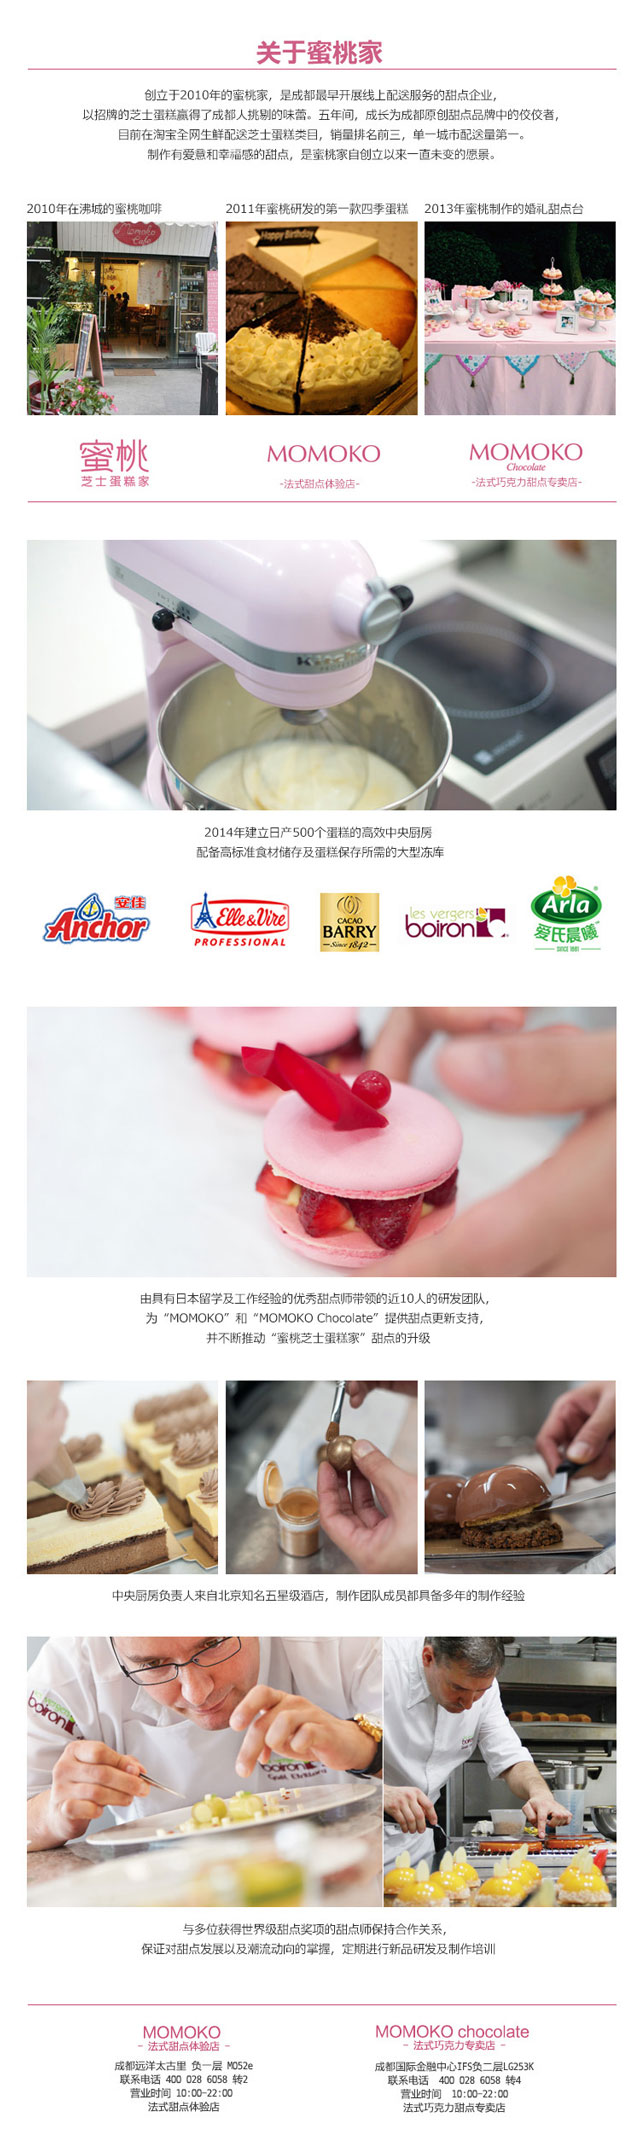 关于蜜桃家
创立于2010年的蜜桃家，是成都最早开展线上配送服务的甜点企业，
以招牌的芝士蛋糕赢得了成都人挑剔的味蕾。五年间，成长为成都原创甜点品牌中的佼佼者，
目前在淘宝全网生鲜配送芝士蛋糕类目，销量排名前三，单一城市配送量第一。
制作有爱意和幸福感的甜点，是蜜桃家自创立以来一直未变的愿景。
2010年在沸城的蜜桃咖啡
2011年蜜桃研发的第一款四季蛋糕
2013年蜜桃制作的婚礼甜点台
Momoko
Cafe
Happy Birthday
蜜桃
芝士蛋糕家
MOMOKO
-法式甜点体验店-
MOMOKO
Chocolate
-法式巧克力甜点专卖店-
2014年建立日产500个蛋糕的高效中央厨房
配备高标准食材储存及蛋糕保存所需的大型冻库
安佳
Anchor
Elle&Vire
PROFESSIONAL
CACAO
BARRY
Since 1842
les vergers
boiron
Arla
爱氏晨曦
SINCE 1881
由具有日本留学及工作经验的优秀甜点师带领的近10人的研发团队，
为“MOMOKO”和“MOMOKO Chocolate”提供甜点更新支持，
并不断推动“蜜桃芝士蛋糕家”甜点的升级
中央厨房负责人来自北京知名五星级酒店，制作团队成员都具备多年的制作经验
boiron
boiron
与多位获得世界级甜点奖项的甜点师保持合作关系，
保证对甜点发展以及潮流动向的掌握，定期进行新品研发及制作培训
MOMOKO
- 法式甜点体验店 -
成都远洋太古里 负一层 M052e
联系电话 400 028 6058 转2
营业时间 10:00-22:00
法式甜点体验店
MOMOKO chocolate
- 法式巧克力专卖店 -
成都国际金融中心IFS负二层LG253K
联系电话 400 028 6058 转4
营业时间 10:00-22:00
法式巧克力甜点专卖店